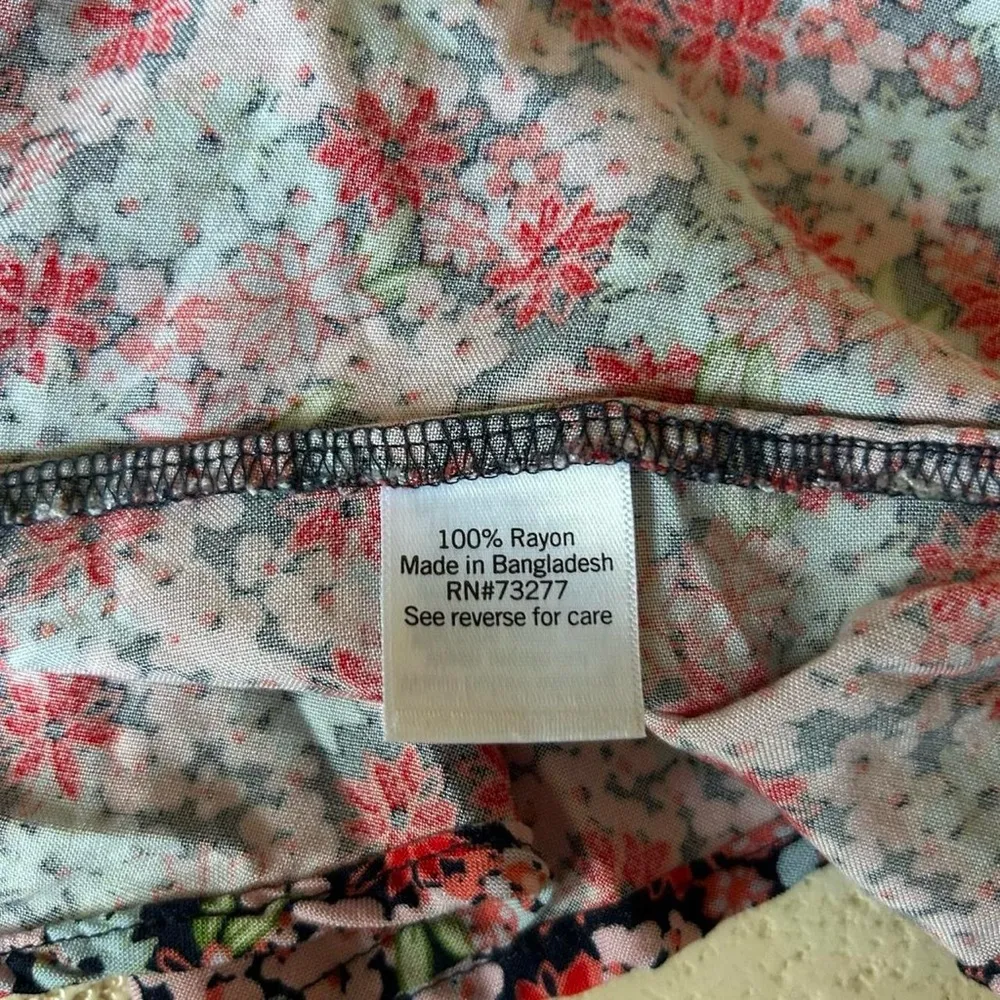 100% Rayon
Made in Bangladesh
RN#73277
See reverse for care